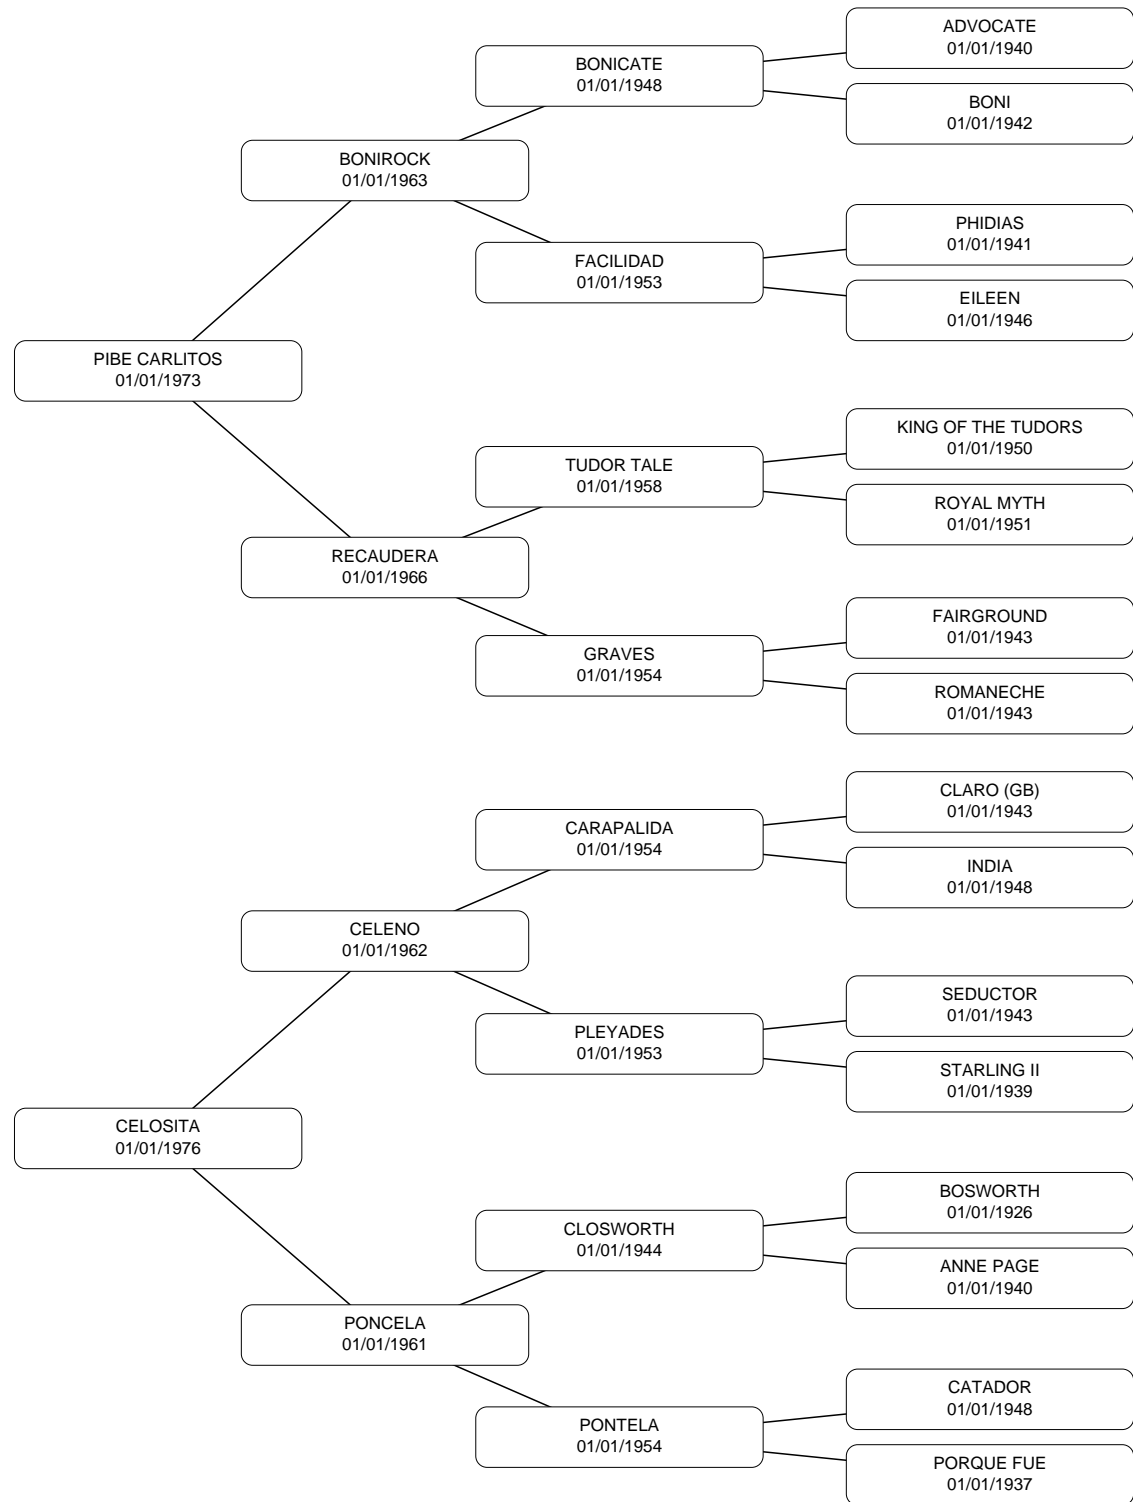 ADVOCATE
01/01/1940
BONICATE
01/01/1948
BONI
01/01/1942
BONIROCK
01/01/1963
PHIDIAS
01/01/1941
FACILIDAD
01/01/1953
EILEEN
01/01/1946
PIBE CARLITOS
01/01/1973
KING OF THE TUDORS
01/01/1950
TUDOR TALE
01/01/1958
ROYAL MYTH
01/01/1951
RECAUDERA
01/01/1966
FAIRGROUND
01/01/1943
GRAVES
01/01/1954
ROMANECHE
01/01/1943
CLARO (GB)
01/01/1943
CARAPALIDA
01/01/1954
INDIA
01/01/1948
CELENO
01/01/1962
SEDUCTOR
01/01/1943
PLEYADES
01/01/1953
STARLING II
01/01/1939
CELOSITA
01/01/1976
BOSWORTH
01/01/1926
CLOSWORTH
01/01/1944
ANNE PAGE
01/01/1940
PONCELA
01/01/1961
CATADOR
01/01/1948
PONTELA
01/01/1954
PORQUE FUE
01/01/1937